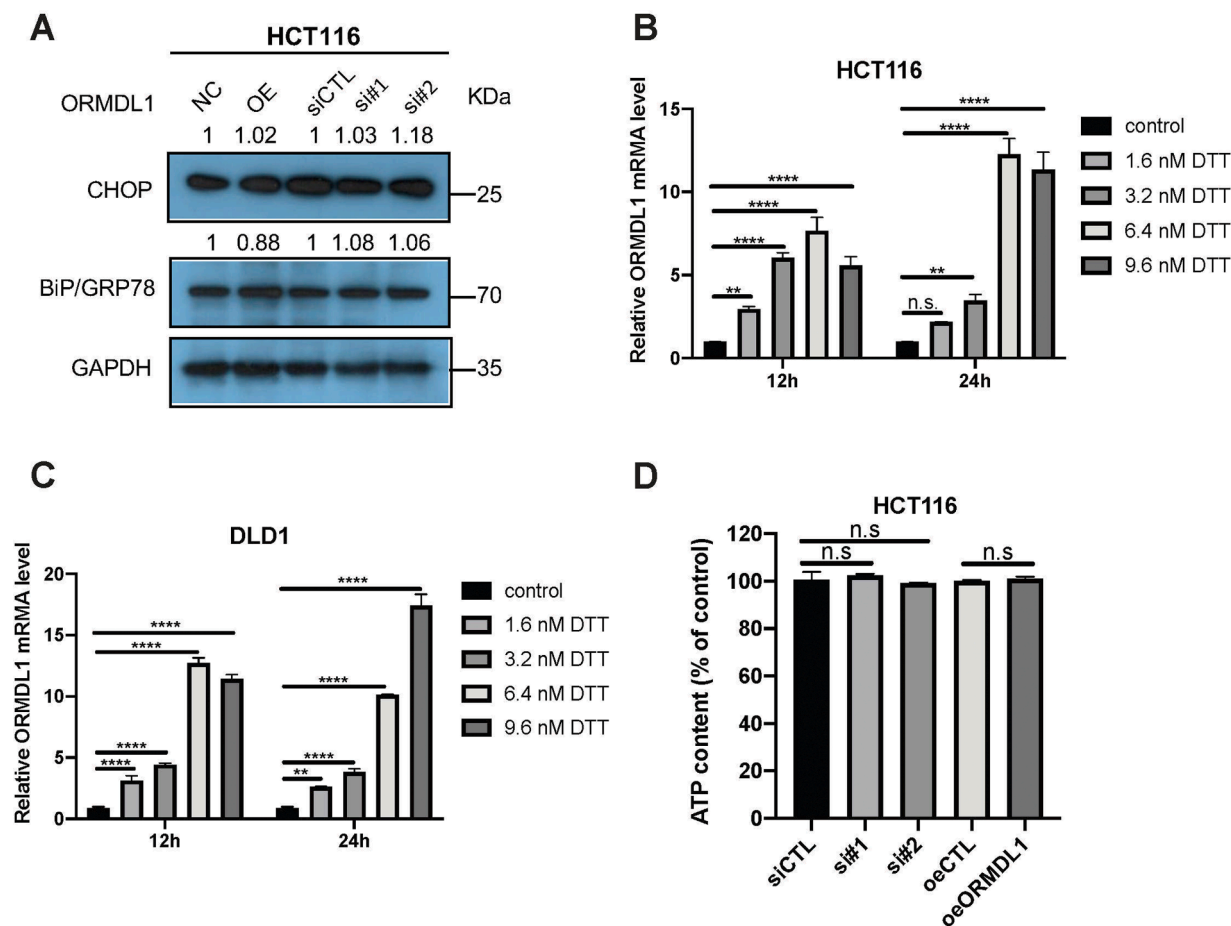 A
HCT116
ORMDL1 NC OE siCTL si#1 si#2 KDa
1 1.02 1 1.03 1.18
CHOP 25
1 0.88 1 1.08 1.06
BiP/GRP78 70
GAPDH 35
B
HCT116
Relative ORMDL1 mRMA level
15
10
5
0
** **** **** ****
n.s. ** **** ****
12h 24h
control
1.6 nM DTT
3.2 nM DTT
6.4 nM DTT
9.6 nM DTT
C
DLD1
Relative ORMDL1 mRMA level
20
15
10
5
0
**** **** **** ****
** **** **** ****
12h 24h
control
1.6 nM DTT
3.2 nM DTT
6.4 nM DTT
9.6 nM DTT
D
HCT116
ATP content (% of control)
120
100
80
60
40
20
0
n.s
n.s n.s
siCTL si#1 si#2 oeCTL oeORMDL1